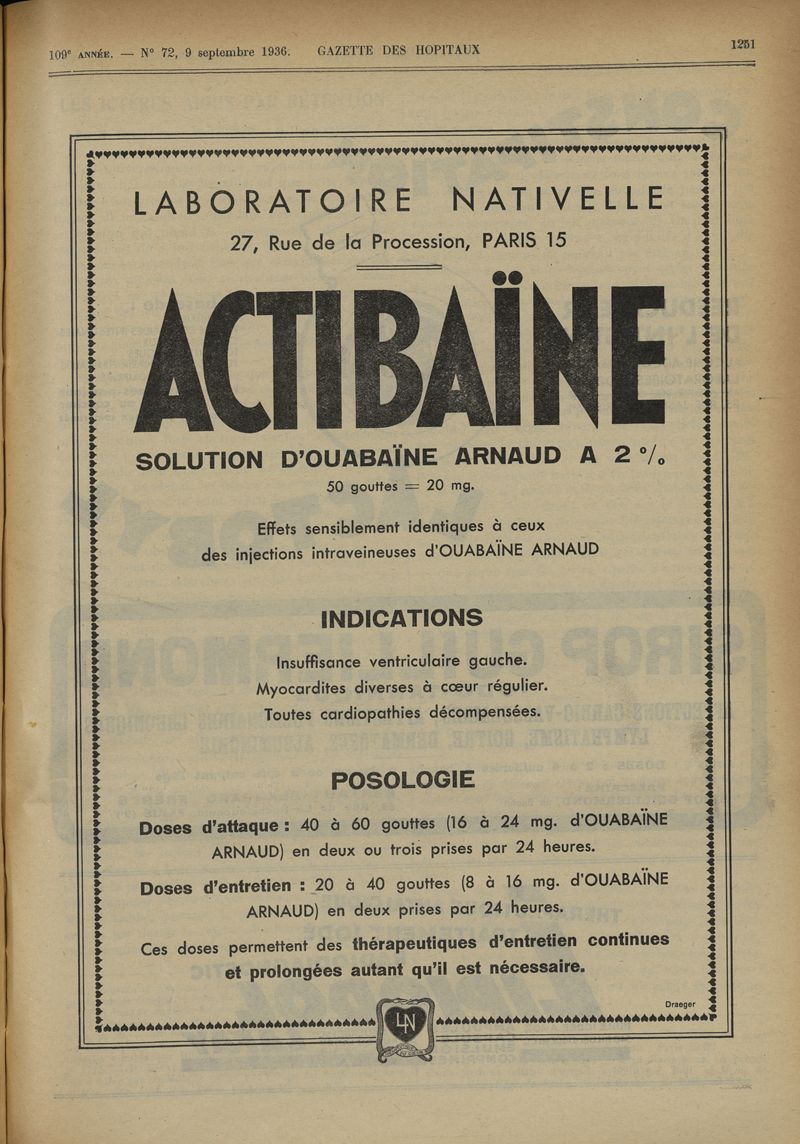 109e ANNÉE. — N° 72, 9 septembre 1936. GAZETTE DES HOPITAUX 1251
LABORATOIRE NATIVELLE
27, Rue de la Procession, PARIS 15
ACTIBAÏNE
SOLUTION D'OUABAÏNE ARNAUD A 2 %
50 gouttes = 20 mg.
Effets sensiblement identiques à ceux
des injections intraveineuses d'OUABAÏNE ARNAUD
INDICATIONS
Insuffisance ventriculaire gauche.
Myocardites diverses à cœur régulier.
Toutes cardiopathies décompensées.
POSOLOGIE
Doses d'attaque : 40 à 60 gouttes (16 à 24 mg. d'OUABAÏNE
ARNAUD) en deux ou trois prises par 24 heures.
Doses d'entretien : 20 à 40 gouttes (8 à 16 mg. d'OUABAÏNE
ARNAUD) en deux prises par 24 heures.
Ces doses permettent des thérapeutiques d'entretien continues
et prolongées autant qu'il est nécessaire.
Draeger
LN